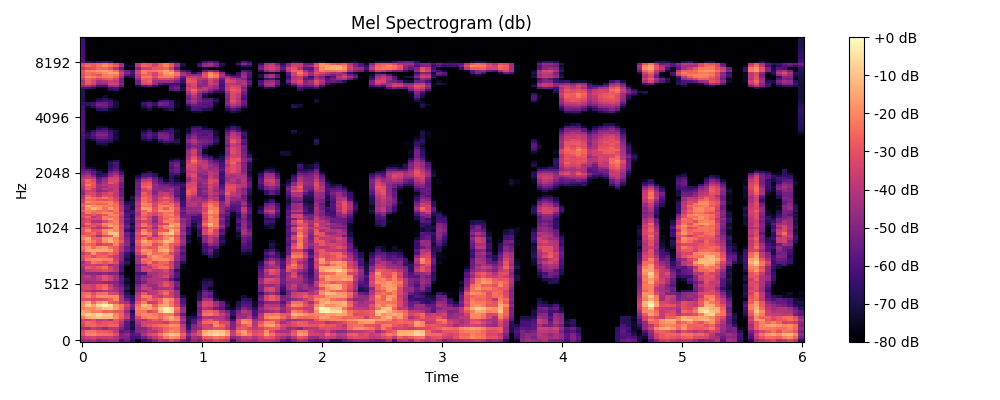 Mel Spectrogram (db)
Hz
8192
4096
2048
1024
512
0
0 1 2 3 4 5 6
Time
+0 dB
-10 dB
-20 dB
-30 dB
-40 dB
-50 dB
-60 dB
-70 dB
-80 dB